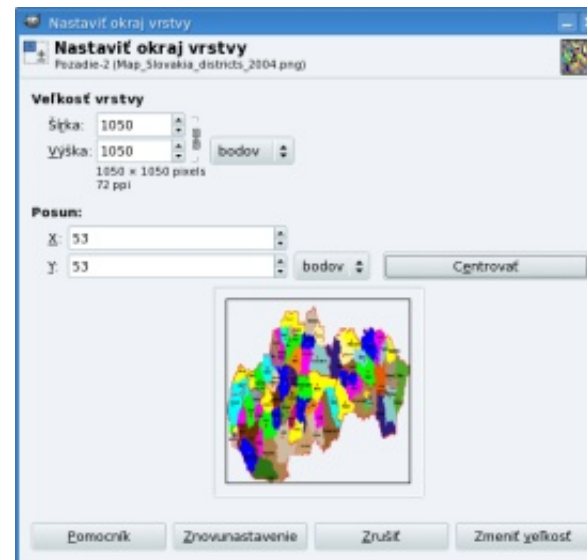 Nastaviť okraj vrstvy
Nastaviť okraj vrstvy
Pozadie-2 (Map_Slovakia_districts_2004.png)
Veľkosť vrstvy
Šírka: 1050
Výška: 1050 bodov
1050 × 1050 pixels
72 ppi
Posun:
X: 53
Y: 53 bodov Centrovať
Pomocník Znovunastavenie Zrušiť Zmeniť veľkosť